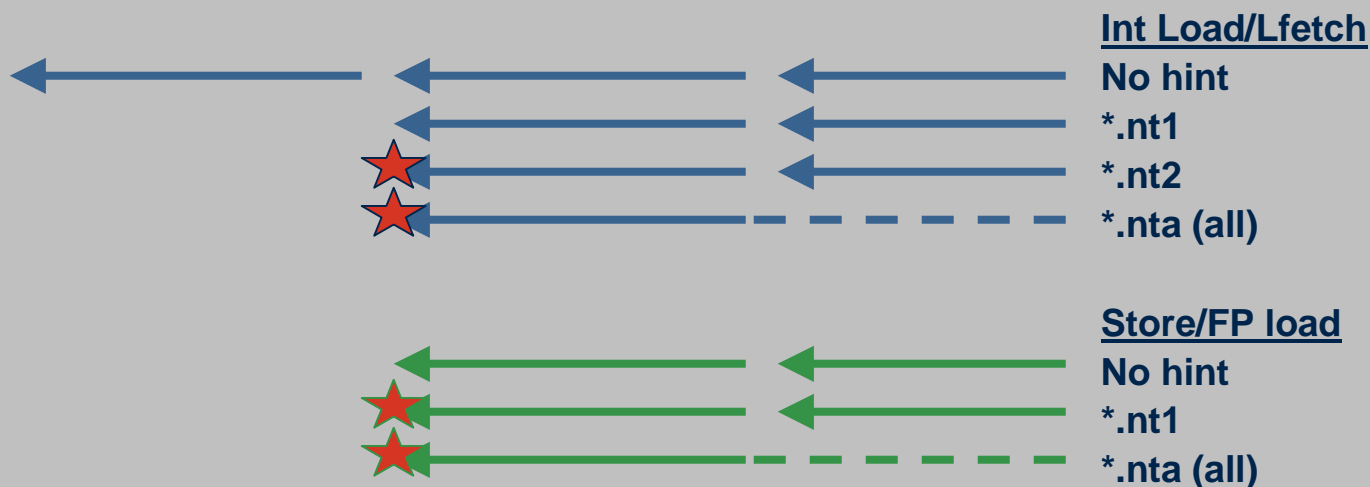 Int Load/Lfetch
No hint
*.nt1
*.nt2
*.nta (all)
Store/FP load
No hint
*.nt1
*.nta (all)